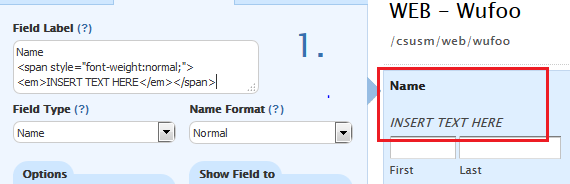 Field Label (?)
Name
<span style="font-weight:normal;">
<em>INSERT TEXT HERE</em></span>
Field Type (?)
Name Format (?)
Name
Normal
Options
Show Field to
1.
WEB - Wufoo
/csusm/web/wufoo
Name
INSERT TEXT HERE
First
Last